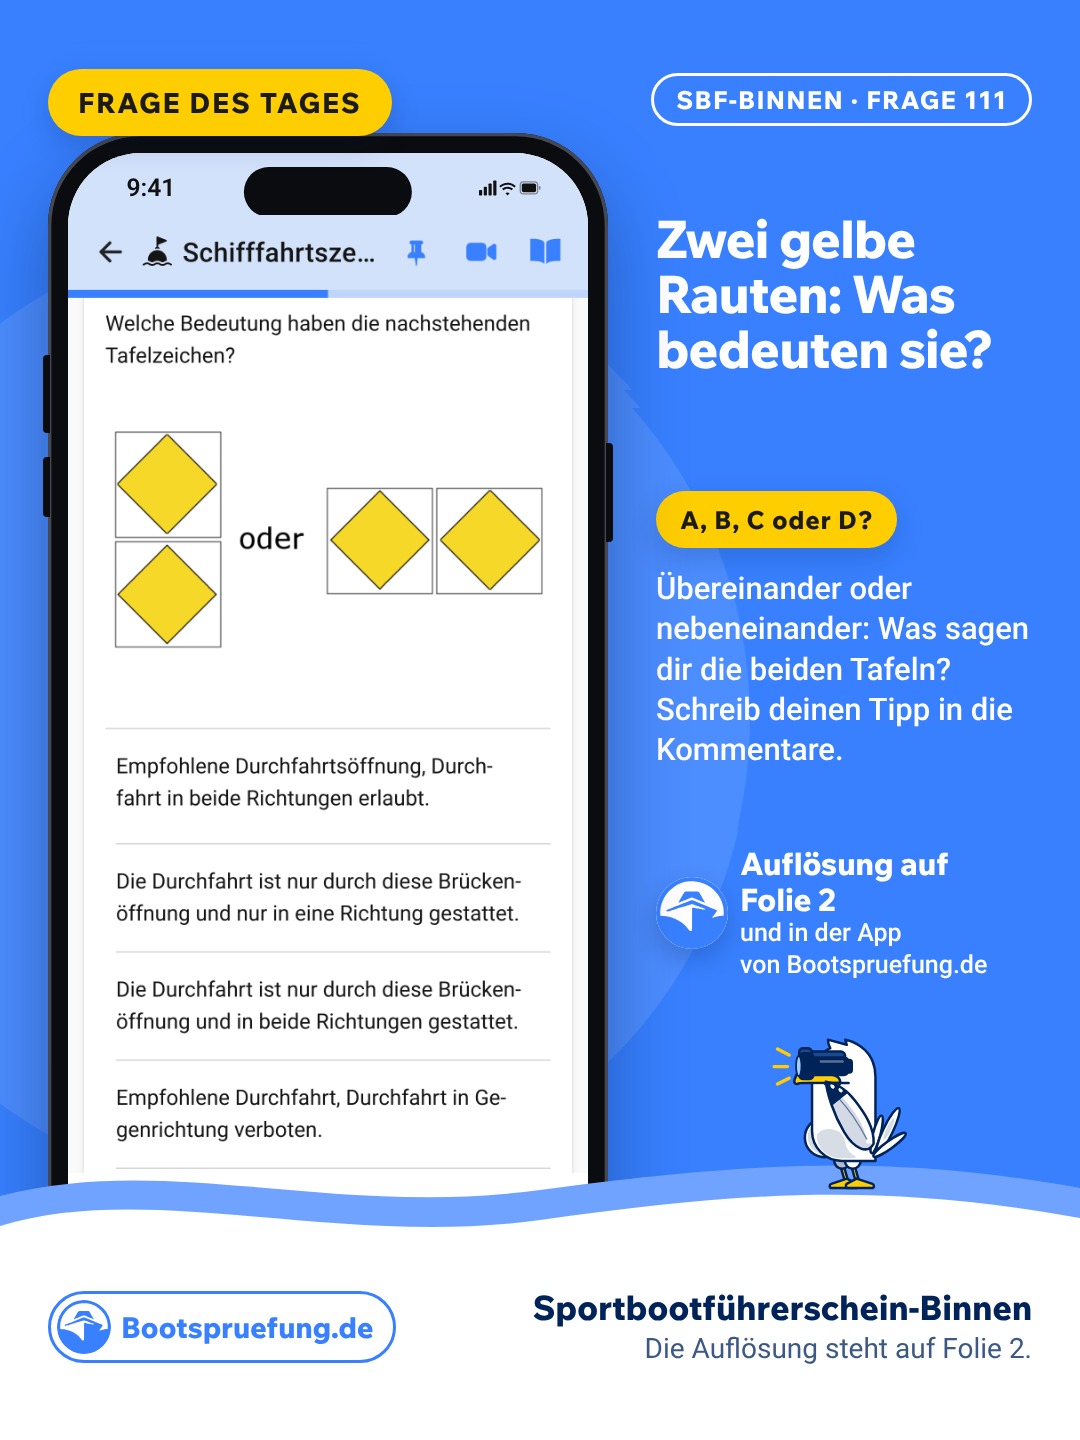 FRAGE DES TAGES
SBF-BINNEN · FRAGE 111
9:41
Schifffahrtsze...
Welche Bedeutung haben die nachstehenden
Tafelzeichen?
oder
Empfohlene Durchfahrtsöffnung, Durch-
fahrt in beide Richtungen erlaubt.
Die Durchfahrt ist nur durch diese Brücken-
öffnung und nur in eine Richtung gestattet.
Die Durchfahrt ist nur durch diese Brücken-
öffnung und in beide Richtungen gestattet.
Empfohlene Durchfahrt, Durchfahrt in Ge-
genrichtung verboten.
Zwei gelbe
Rauten: Was
bedeuten sie?
A, B, C oder D?
Übereinander oder
nebeneinander: Was sagen
dir die beiden Tafeln?
Schreib deinen Tipp in die
Kommentare.
Auflösung auf
Folie 2
und in der App
von Bootspruefung.de
Bootspruefung.de
Sportbootführerschein-Binnen
Die Auflösung steht auf Folie 2.